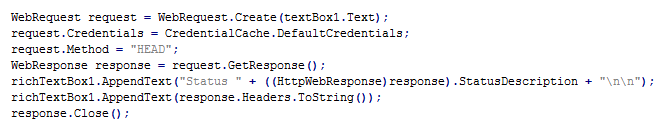 WebRequest request = WebRequest.Create(textBox1.Text);
request.Credentials = CredentialCache.DefaultCredentials;
request.Method = "HEAD";
WebResponse response = request.GetResponse();
richTextBox1.AppendText("Status " + ((HttpWebResponse)response).StatusDescription + "\n\n");
richTextBox1.AppendText(response.Headers.ToString());
response.Close();